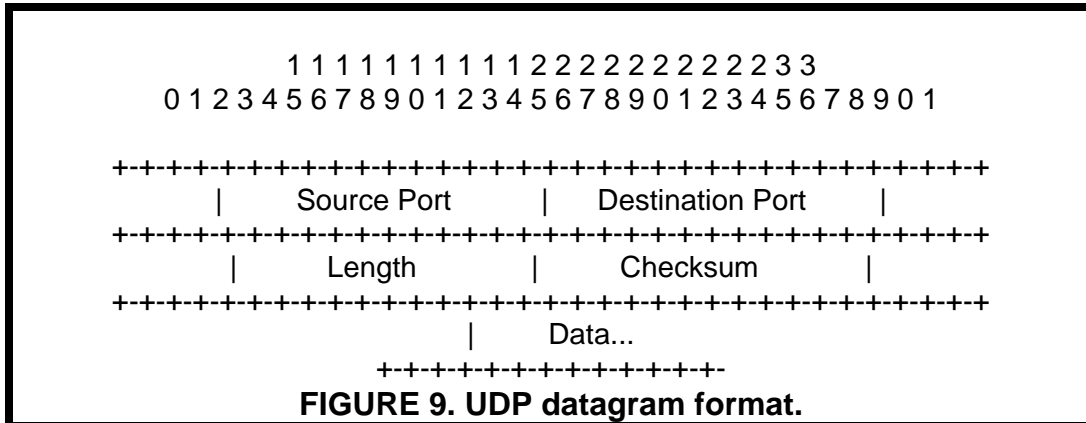 1 1 1 1 1 1 1 1 1 1 2 2 2 2 2 2 2 2 2 2 3 3
0 1 2 3 4 5 6 7 8 9 0 1 2 3 4 5 6 7 8 9 0 1 2 3 4 5 6 7 8 9 0 1
+-+-+-+-+-+-+-+-+-+-+-+-+-+-+-+-+-+-+-+-+-+-+-+-+-+-+-+-+-+-+-+-+
| Source Port | Destination Port |
+-+-+-+-+-+-+-+-+-+-+-+-+-+-+-+-+-+-+-+-+-+-+-+-+-+-+-+-+-+-+-+-+
| Length | Checksum |
+-+-+-+-+-+-+-+-+-+-+-+-+-+-+-+-+-+-+-+-+-+-+-+-+-+-+-+-+-+-+-+-+
| Data...
+-+-+-+-+-+-+-+-+-+-+-+-+-
FIGURE 9. UDP datagram format.